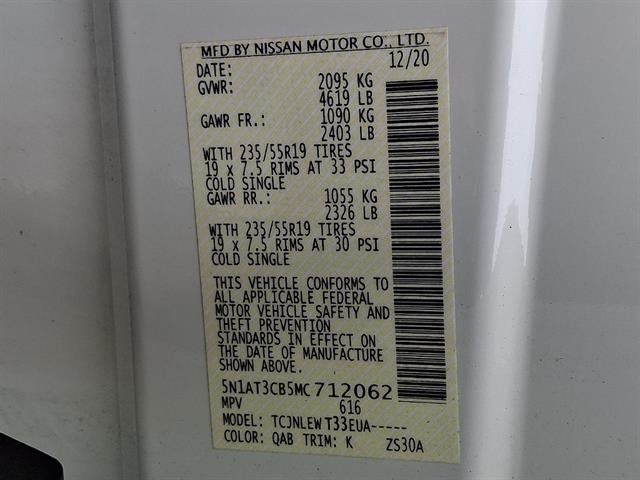 MFD BY NISSAN MOTOR CO., LTD.
DATE: 12/20
GVWR: 2095 KG
4619 LB
GAWR FR.: 1090 KG
2403 LB
WITH 235/55R19 TIRES
19 x 7.5 RIMS AT 33 PSI
COLD SINGLE
GAWR RR.: 1055 KG
2326 LB
WITH 235/55R19 TIRES
19 x 7.5 RIMS AT 30 PSI
COLD SINGLE
THIS VEHICLE CONFORMS TO
ALL APPLICABLE FEDERAL
MOTOR VEHICLE SAFETY AND
THEFT PREVENTION
STANDARDS IN EFFECT ON
THE DATE OF MANUFACTURE
SHOWN ABOVE.
5N1AT3CB5MC712062
MPV 616
MODEL: TCJNLEWT33EUA-----
COLOR: QAB TRIM: K ZS30A